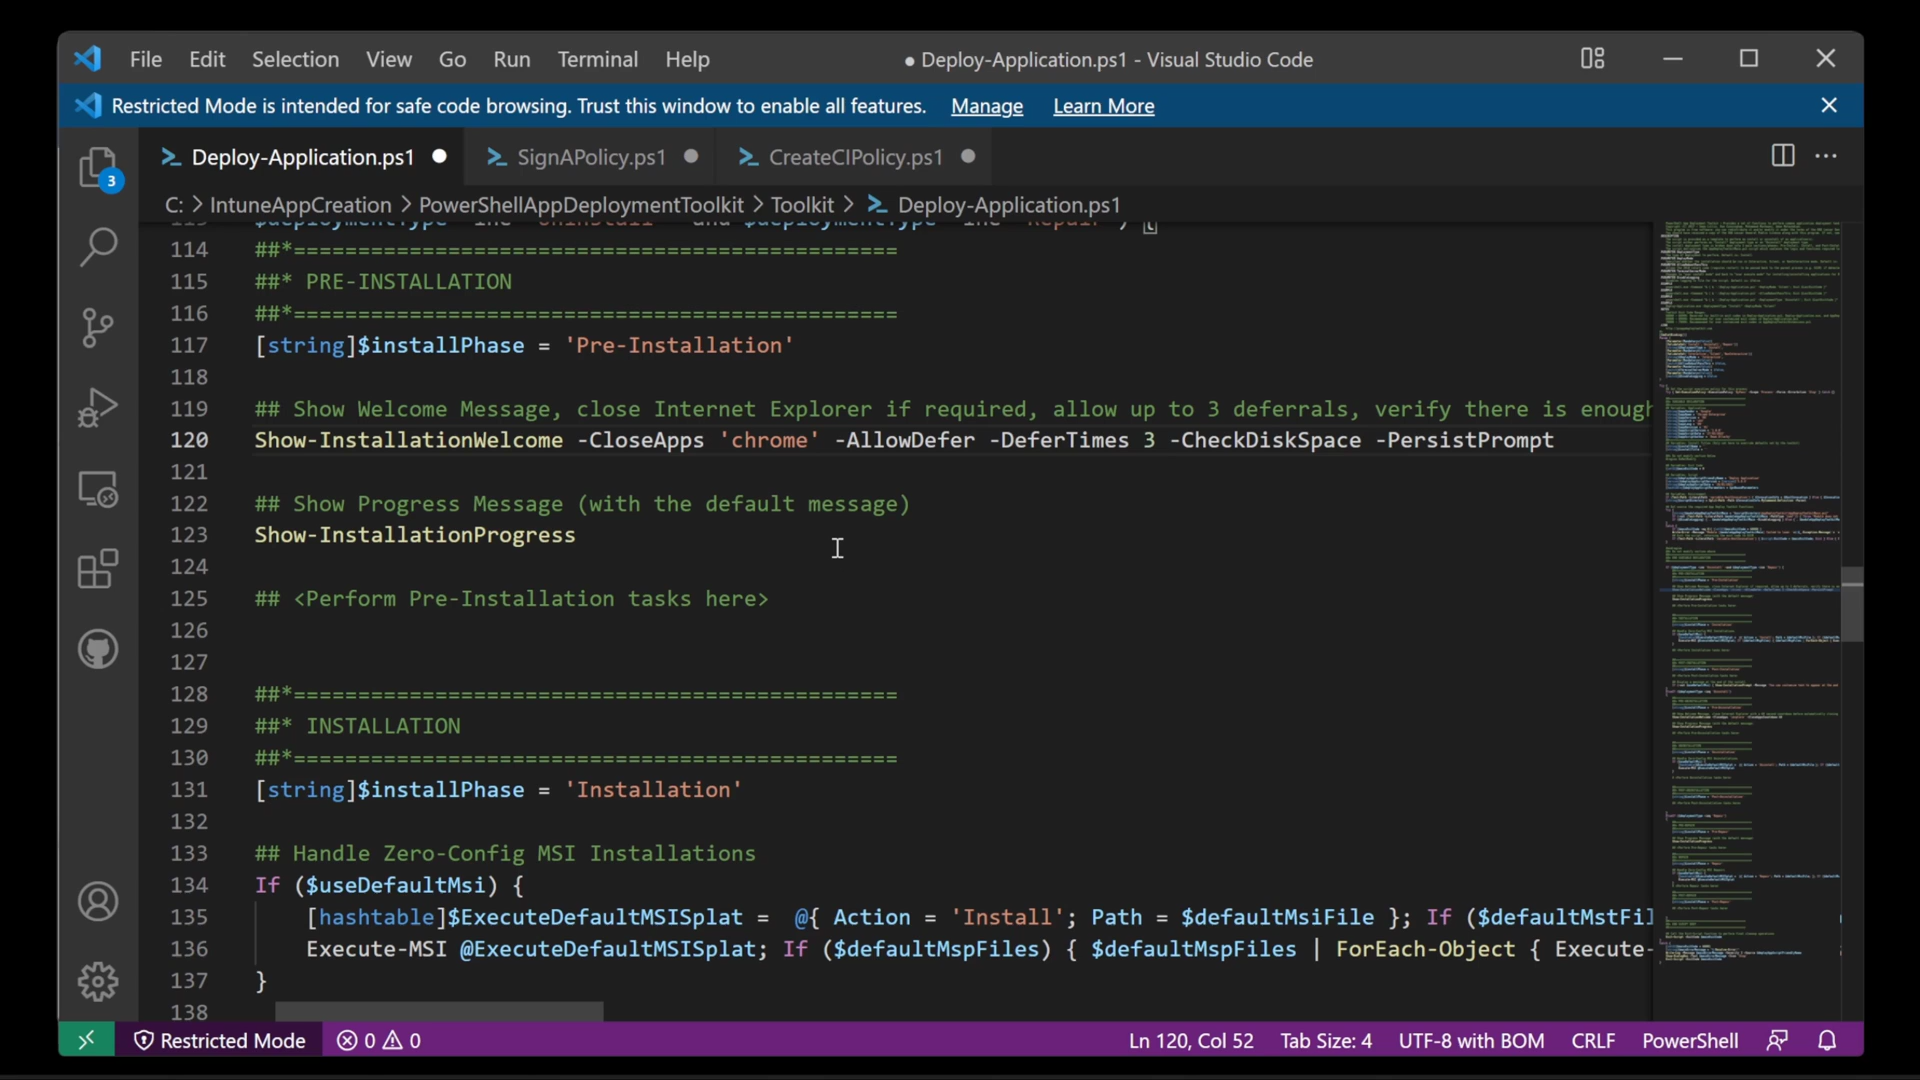 File Edit Selection View Go Run Terminal Help
● Deploy-Application.ps1 - Visual Studio Code
Restricted Mode is intended for safe code browsing. Trust this window to enable all features. Manage Learn More
Deploy-Application.ps1 SignAPolicy.ps1 CreateCIPolicy.ps1
3
C: > IntuneAppCreation > PowerShellAppDeploymentToolkit > Toolkit > Deploy-Application.ps1
114 ##*===============================================
115 ##* PRE-INSTALLATION
116 ##*===============================================
117 [string]$installPhase = 'Pre-Installation'
118
119 ## Show Welcome Message, close Internet Explorer if required, allow up to 3 deferrals, verify there is enough
120 Show-InstallationWelcome -CloseApps 'chrome' -AllowDefer -DeferTimes 3 -CheckDiskSpace -PersistPrompt
121
122 ## Show Progress Message (with the default message)
123 Show-InstallationProgress
124
125 ## <Perform Pre-Installation tasks here>
126
127
128 ##*===============================================
129 ##* INSTALLATION
130 ##*===============================================
131 [string]$installPhase = 'Installation'
132
133 ## Handle Zero-Config MSI Installations
134 If ($useDefaultMsi) {
135 [hashtable]$ExecuteDefaultMSISplat = @{ Action = 'Install'; Path = $defaultMsiFile }; If ($defaultMstFil
136 Execute-MSI @ExecuteDefaultMSISplat; If ($defaultMspFiles) { $defaultMspFiles | ForEach-Object { Execute-
137 }
138
Restricted Mode 0 0 Ln 120, Col 52 Tab Size: 4 UTF-8 with BOM CRLF PowerShell